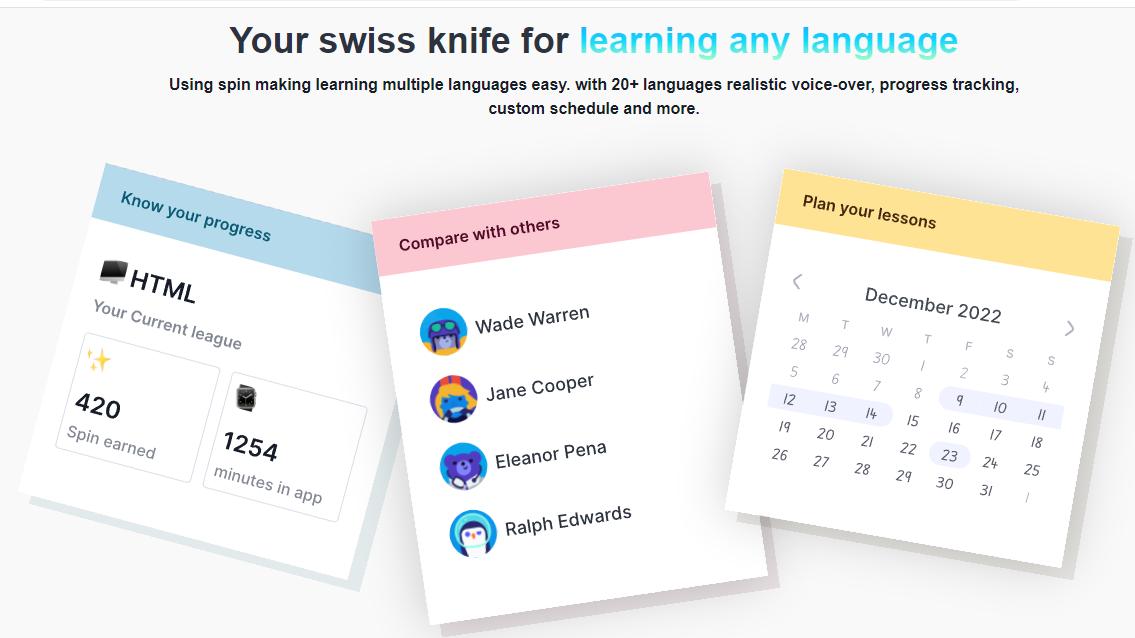 Your swiss knife for learning any language
Using spin making learning multiple languages easy. with 20+ languages realistic voice-over, progress tracking,
custom schedule and more.
Know your progress
HTML
Your Current league
420
Spin earned
1254
minutes in app
Compare with others
Wade Warren
Jane Cooper
Eleanor Pena
Ralph Edwards
Plan your lessons
December 2022
M T W T F S S
28 29 30 1 2 3 4
5 6 7 8 9 10 11
12 13 14 15 16 17 18
19 20 21 22 23 24 25
26 27 28 29 30 31 1